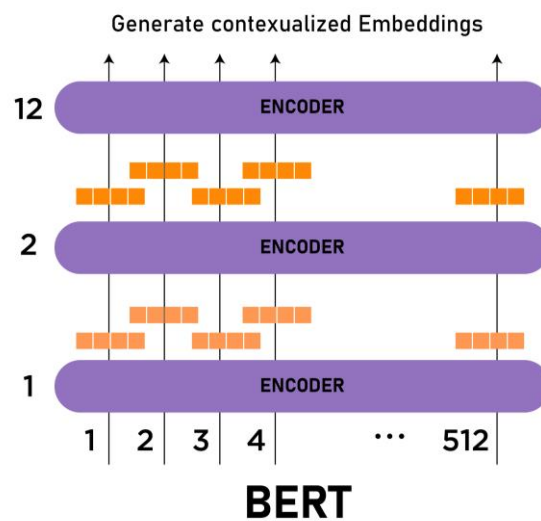 Generate contexualized Embeddings
12 ENCODER
2 ENCODER
1 ENCODER
1 2 3 4 ... 512
BERT